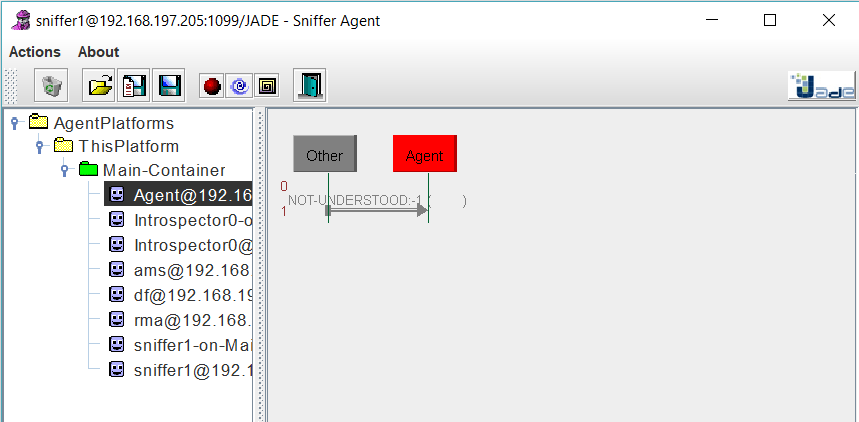 sniffer1@192.168.197.205:1099/JADE - Sniffer Agent
Actions About
Jade
AgentPlatforms
ThisPlatform
Main-Container
Agent@192.16
Introspector0-o
Introspector0@
ams@192.168.
df@192.168.19
rma@192.168.
sniffer1-on-Mai
sniffer1@192.1
Other Agent
0
NOT-UNDERSTOOD:-1 ( )
1